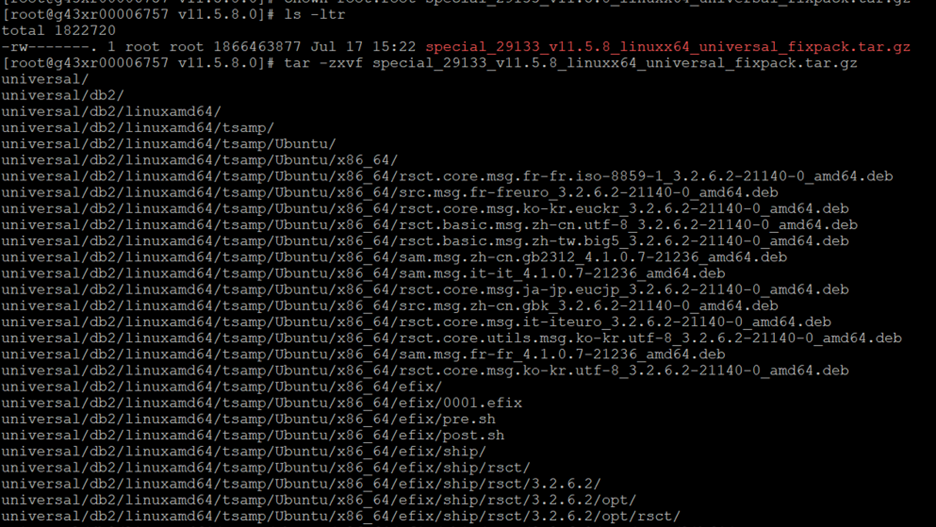 [root@g43xr00006757 v11.5.8.0]# chown root:root special_29133_v11.5.8_linuxx64_universal_fixpack.tar.gz
[root@g43xr00006757 v11.5.8.0]# ls -ltr
total 1822720
-rw-------. 1 root root 1866463877 Jul 17 15:22 special_29133_v11.5.8_linuxx64_universal_fixpack.tar.gz
[root@g43xr00006757 v11.5.8.0]# tar -zxvf special_29133_v11.5.8_linuxx64_universal_fixpack.tar.gz
universal/
universal/db2/
universal/db2/linuxamd64/
universal/db2/linuxamd64/tsamp/
universal/db2/linuxamd64/tsamp/Ubuntu/
universal/db2/linuxamd64/tsamp/Ubuntu/x86_64/
universal/db2/linuxamd64/tsamp/Ubuntu/x86_64/rsct.core.msg.fr-fr.iso-8859-1_3.2.6.2-21140-0_amd64.deb
universal/db2/linuxamd64/tsamp/Ubuntu/x86_64/src.msg.fr-freuro_3.2.6.2-21140-0_amd64.deb
universal/db2/linuxamd64/tsamp/Ubuntu/x86_64/rsct.core.msg.ko-kr.euckr_3.2.6.2-21140-0_amd64.deb
universal/db2/linuxamd64/tsamp/Ubuntu/x86_64/rsct.basic.msg.zh-cn.utf-8_3.2.6.2-21140-0_amd64.deb
universal/db2/linuxamd64/tsamp/Ubuntu/x86_64/rsct.basic.msg.zh-tw.big5_3.2.6.2-21140-0_amd64.deb
universal/db2/linuxamd64/tsamp/Ubuntu/x86_64/sam.msg.zh-cn.gb2312_4.1.0.7-21236_amd64.deb
universal/db2/linuxamd64/tsamp/Ubuntu/x86_64/sam.msg.it-it_4.1.0.7-21236_amd64.deb
universal/db2/linuxamd64/tsamp/Ubuntu/x86_64/rsct.core.msg.ja-jp.eucjp_3.2.6.2-21140-0_amd64.deb
universal/db2/linuxamd64/tsamp/Ubuntu/x86_64/src.msg.zh-cn.gbk_3.2.6.2-21140-0_amd64.deb
universal/db2/linuxamd64/tsamp/Ubuntu/x86_64/rsct.core.msg.it-iteuro_3.2.6.2-21140-0_amd64.deb
universal/db2/linuxamd64/tsamp/Ubuntu/x86_64/rsct.core.utils.msg.ko-kr.utf-8_3.2.6.2-21140-0_amd64.deb
universal/db2/linuxamd64/tsamp/Ubuntu/x86_64/sam.msg.fr-fr_4.1.0.7-21236_amd64.deb
universal/db2/linuxamd64/tsamp/Ubuntu/x86_64/rsct.core.msg.ko-kr.utf-8_3.2.6.2-21140-0_amd64.deb
universal/db2/linuxamd64/tsamp/Ubuntu/x86_64/efix/
universal/db2/linuxamd64/tsamp/Ubuntu/x86_64/efix/0001.efix
universal/db2/linuxamd64/tsamp/Ubuntu/x86_64/efix/pre.sh
universal/db2/linuxamd64/tsamp/Ubuntu/x86_64/efix/post.sh
universal/db2/linuxamd64/tsamp/Ubuntu/x86_64/efix/ship/
universal/db2/linuxamd64/tsamp/Ubuntu/x86_64/efix/ship/rsct/
universal/db2/linuxamd64/tsamp/Ubuntu/x86_64/efix/ship/rsct/3.2.6.2/
universal/db2/linuxamd64/tsamp/Ubuntu/x86_64/efix/ship/rsct/3.2.6.2/opt/
universal/db2/linuxamd64/tsamp/Ubuntu/x86_64/efix/ship/rsct/3.2.6.2/opt/rsct/